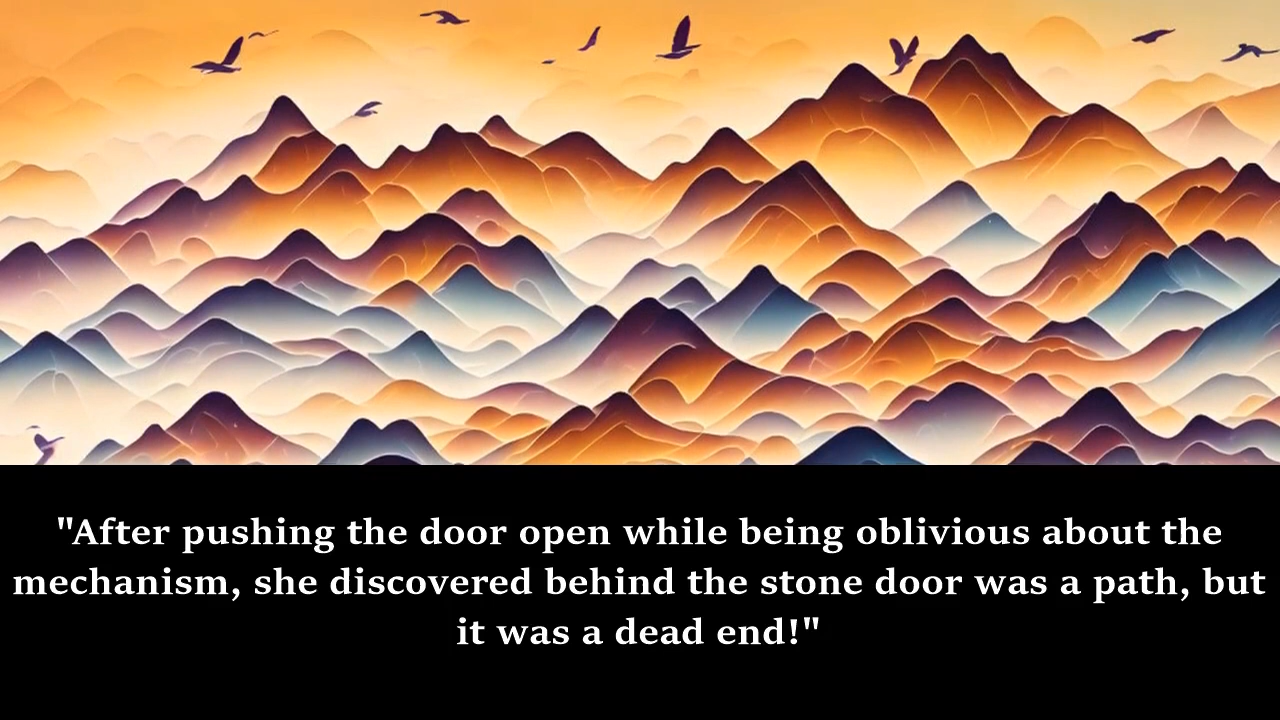 "After pushing the door open while being oblivious about the
mechanism, she discovered behind the stone door was a path, but
it was a dead end!"